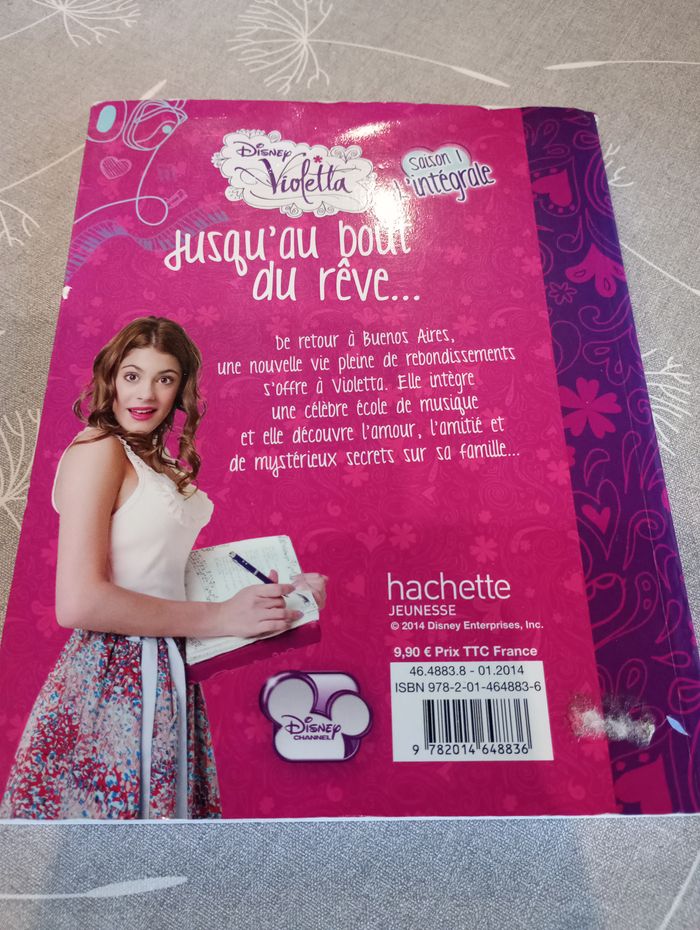 Disney
Violetta
Saison 1
L'intégrale
Jusqu'au bout
du rêve...
De retour à Buenos Aires,
une nouvelle vie pleine de rebondissements
s'offre à Violetta. Elle intègre
une célèbre école de musique
et elle découvre l'amour, l'amitié et
de mystérieux secrets sur sa famille...
hachette
JEUNESSE
© 2014 Disney Enterprises, Inc.
9,90 € Prix TTC France
46.4883.8 - 01.2014
ISBN 978-2-01-464883-6
9 782014 648836
Disney
CHANNEL